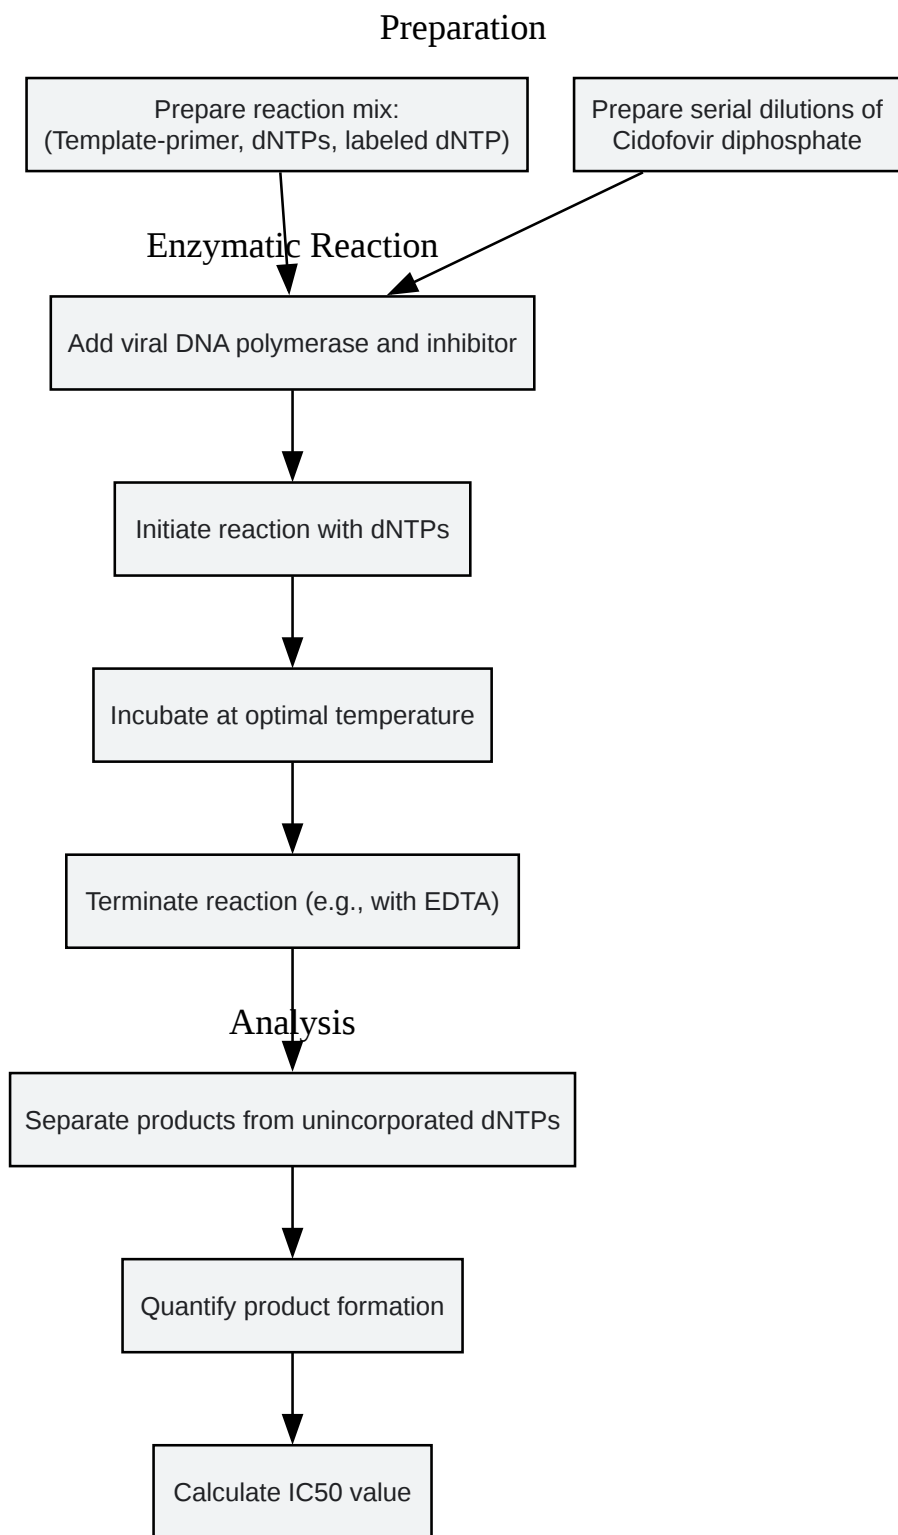 Preparation
Prepare reaction mix:
(Template-primer, dNTPs, labeled dNTP)
Prepare serial dilutions of
Cidofovir diphosphate
Enzymatic Reaction
Add viral DNA polymerase and inhibitor
Initiate reaction with dNTPs
Incubate at optimal temperature
Terminate reaction (e.g., with EDTA)
Analysis
Separate products from unincorporated dNTPs
Quantify product formation
Calculate IC50 value